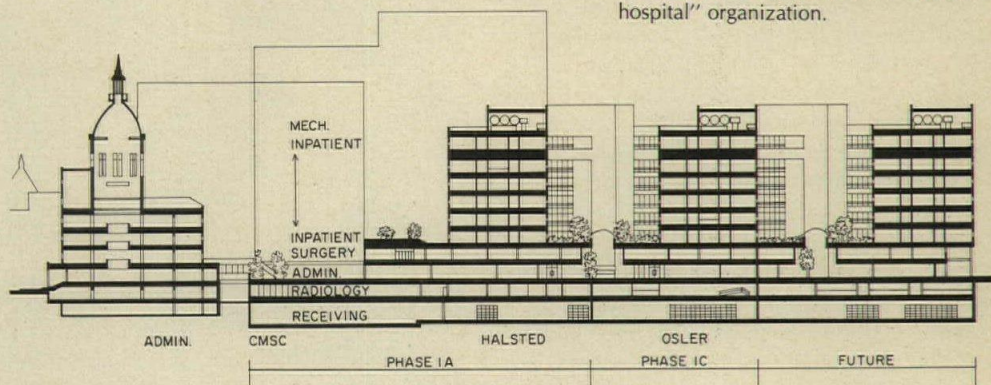 hospital" organization.
MECH.
INPATIENT
INPATIENT
SURGERY
ADMIN.
RADIOLOGY
RECEIVING
ADMIN.
CMSC
HALSTED
OSLER
PHASE IA
PHASE IC
FUTURE